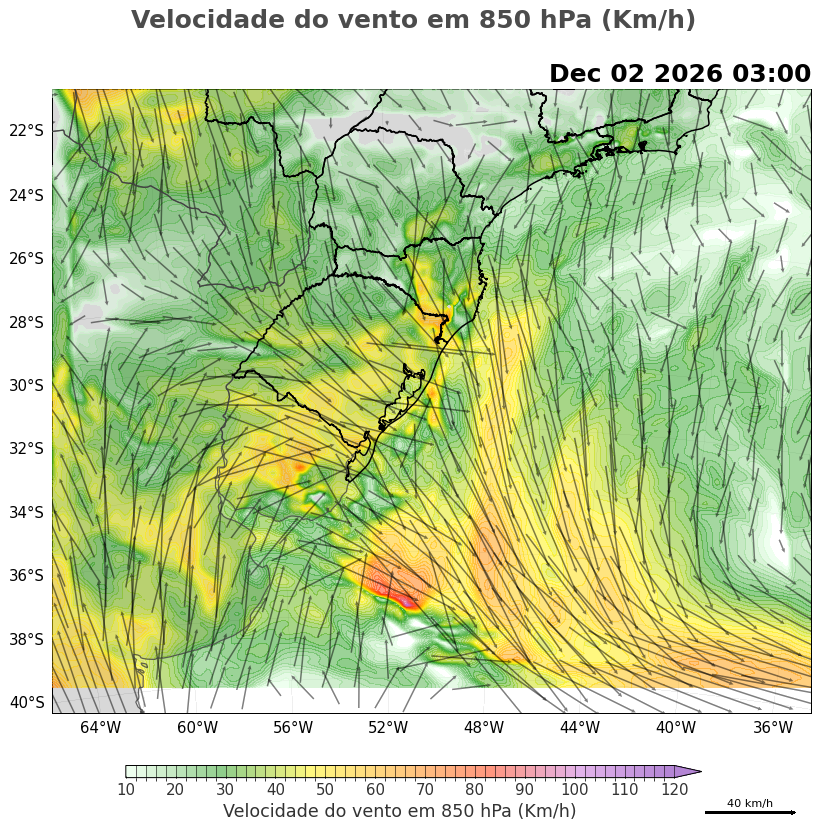 Velocidade do vento em 850 hPa (Km/h)
Dec 02 2026 03:00
22°S
24°S
26°S
28°S
30°S
32°S
34°S
36°S
38°S
40°S
64°W 60°W 56°W 52°W 48°W 44°W 40°W 36°W
10 20 30 40 50 60 70 80 90 100 110 120
Velocidade do vento em 850 hPa (Km/h)
40 km/h